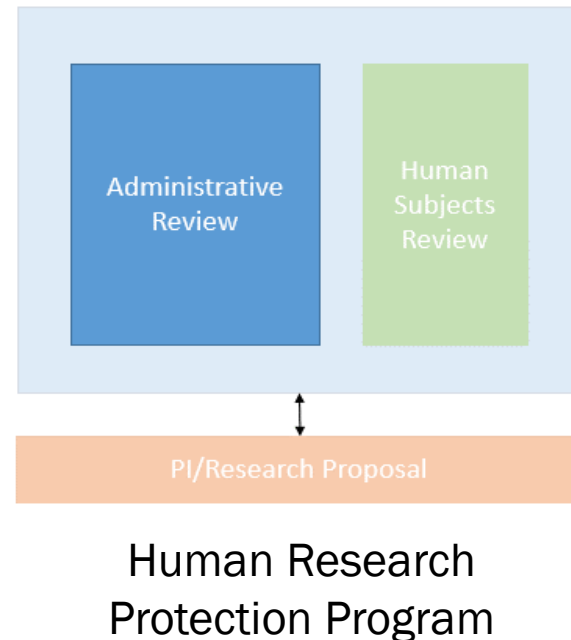 Administrative
Review
Human
Subjects
Review
PI/Research Proposal
Human Research
Protection Program